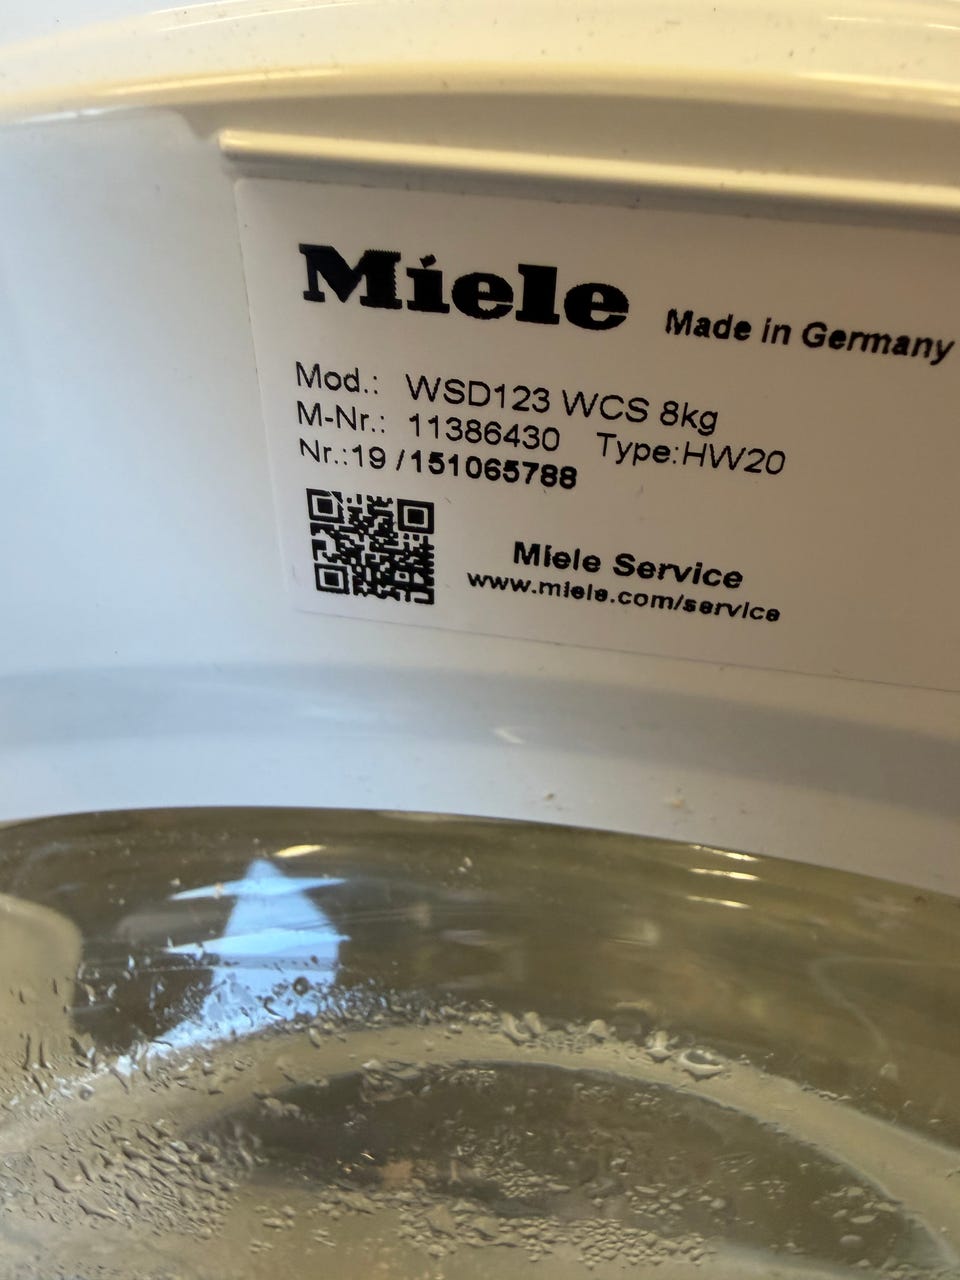 Miele Made in Germany
Mod.: WSD123 WCS 8kg
M-Nr.: 11386430 Type:HW20
Nr.:19 /151065788
Miele Service
www.miele.com/service